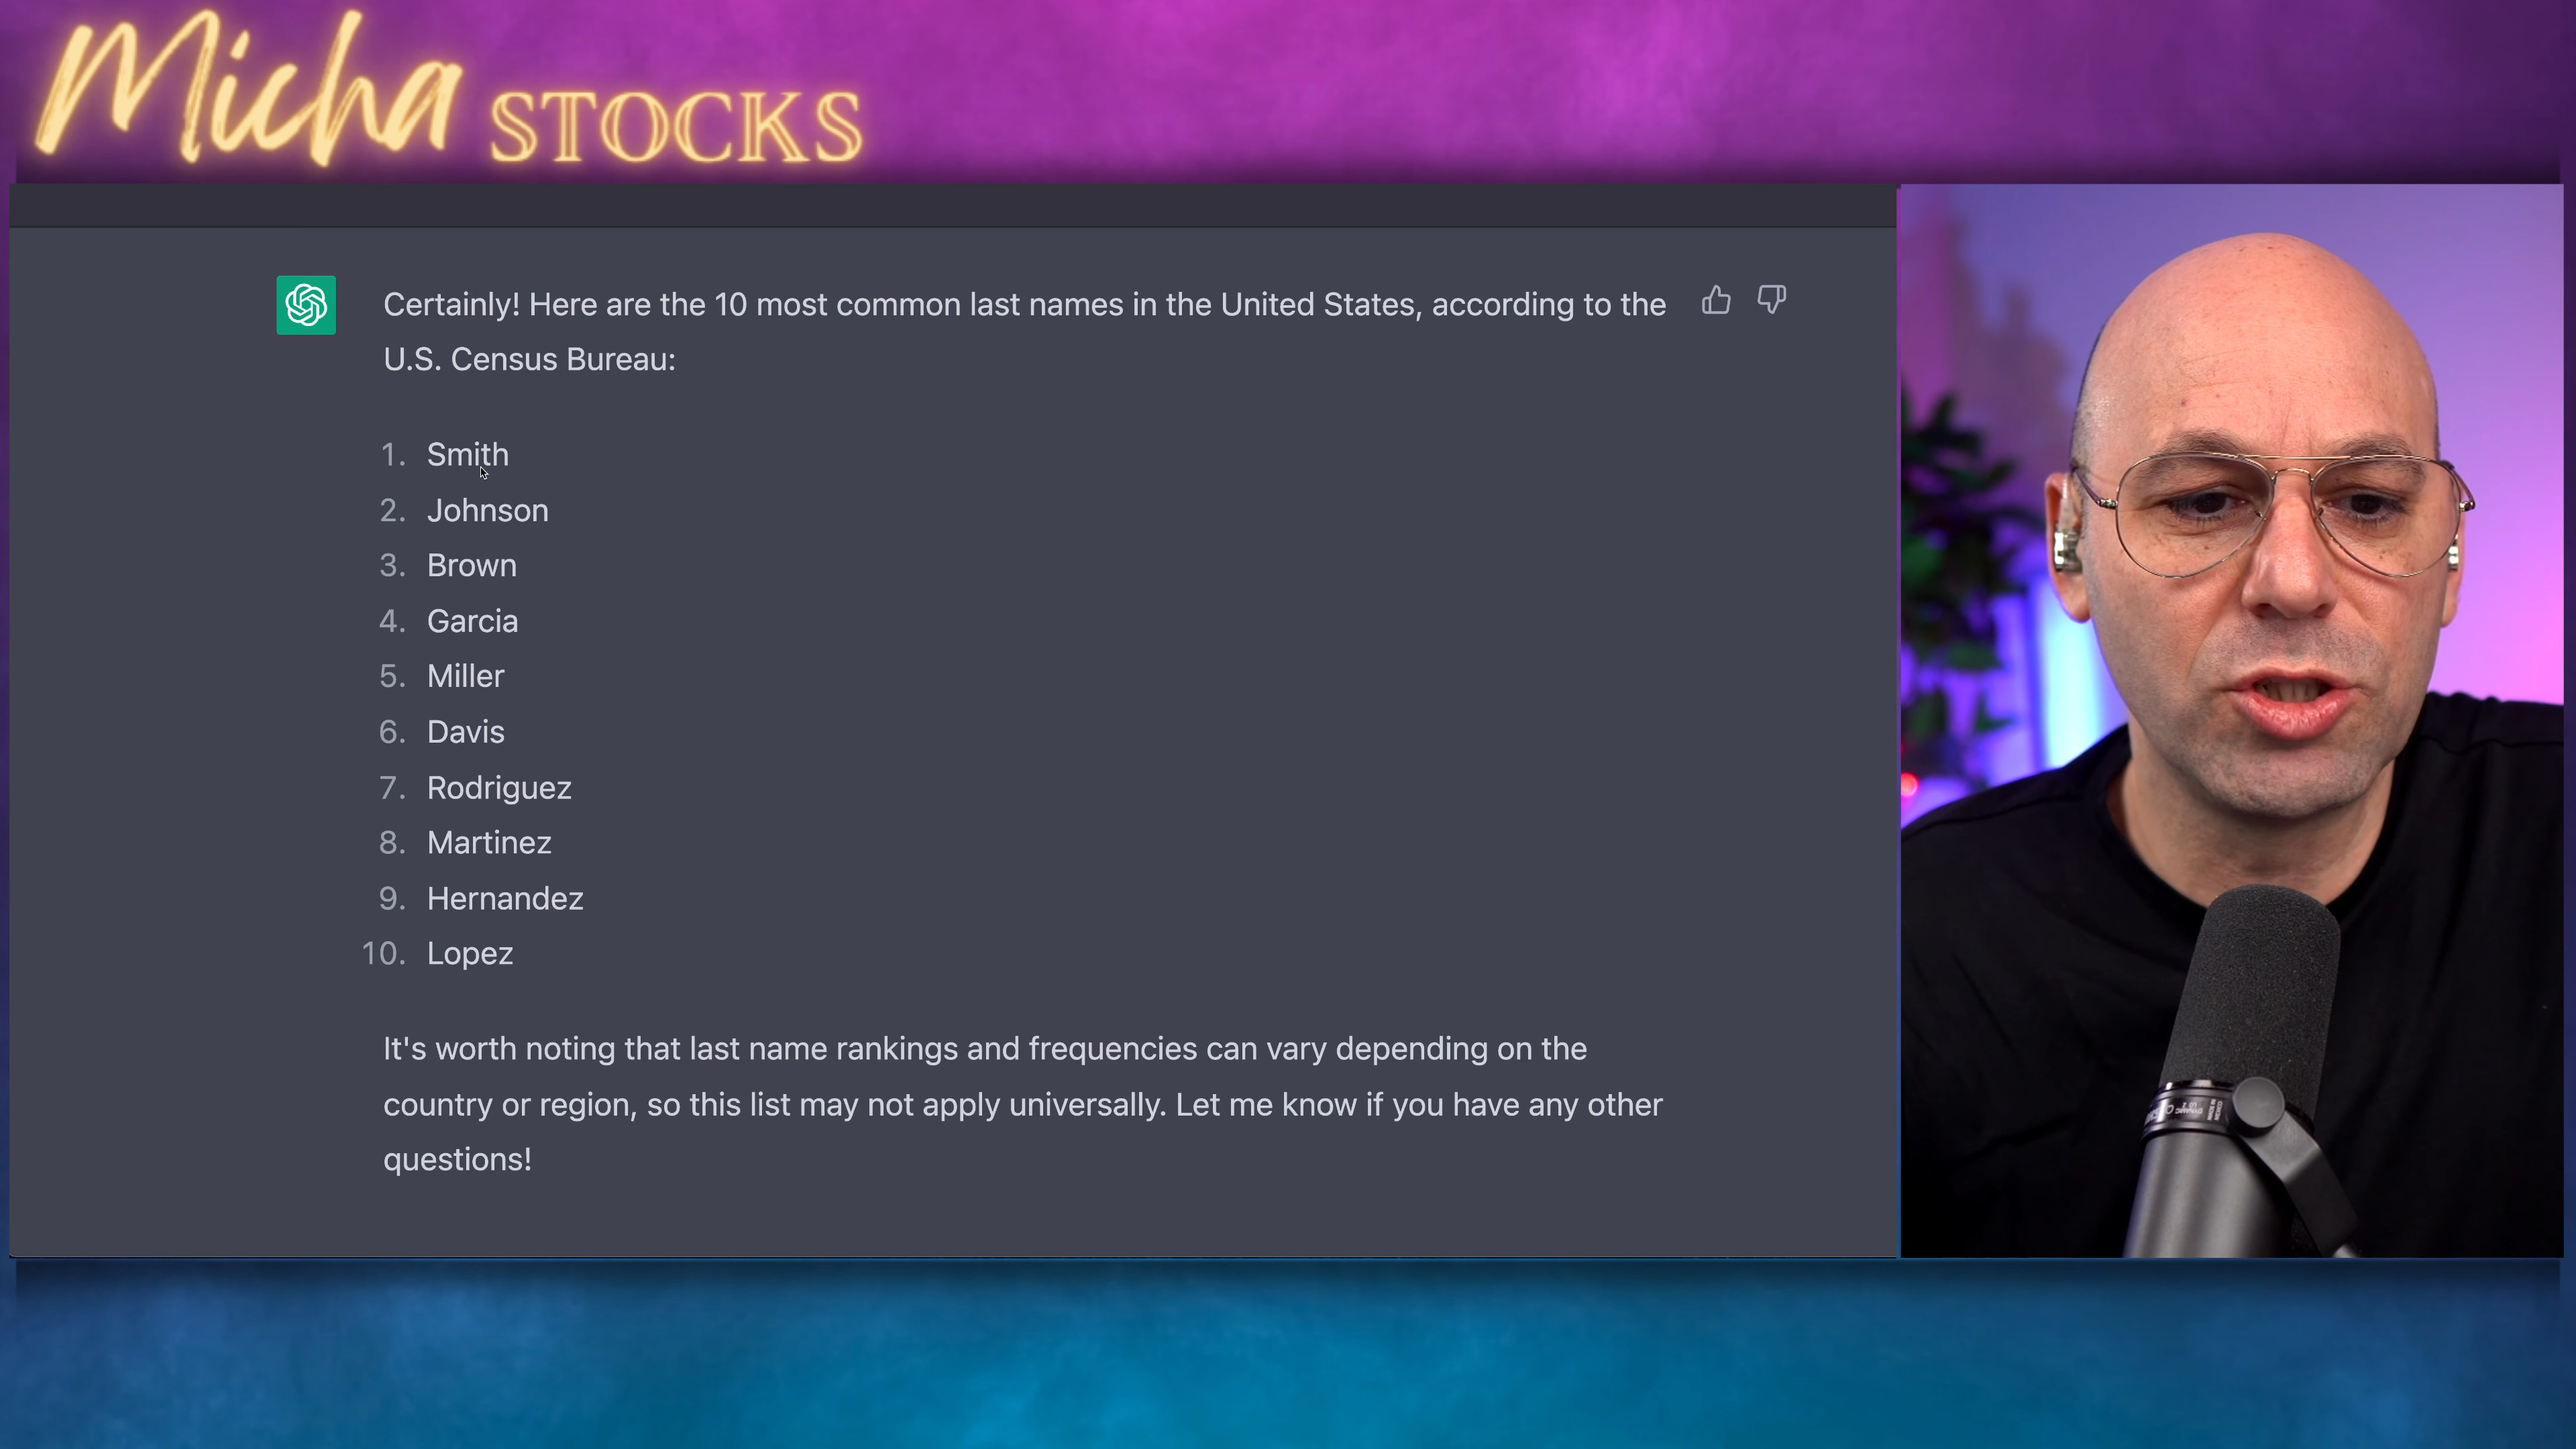 Micha STOCKS
Certainly! Here are the 10 most common last names in the United States, according to the
U.S. Census Bureau:
1. Smith
2. Johnson
3. Brown
4. Garcia
5. Miller
6. Davis
7. Rodriguez
8. Martinez
9. Hernandez
10. Lopez
It's worth noting that last name rankings and frequencies can vary depending on the
country or region, so this list may not apply universally. Let me know if you have any other
questions!